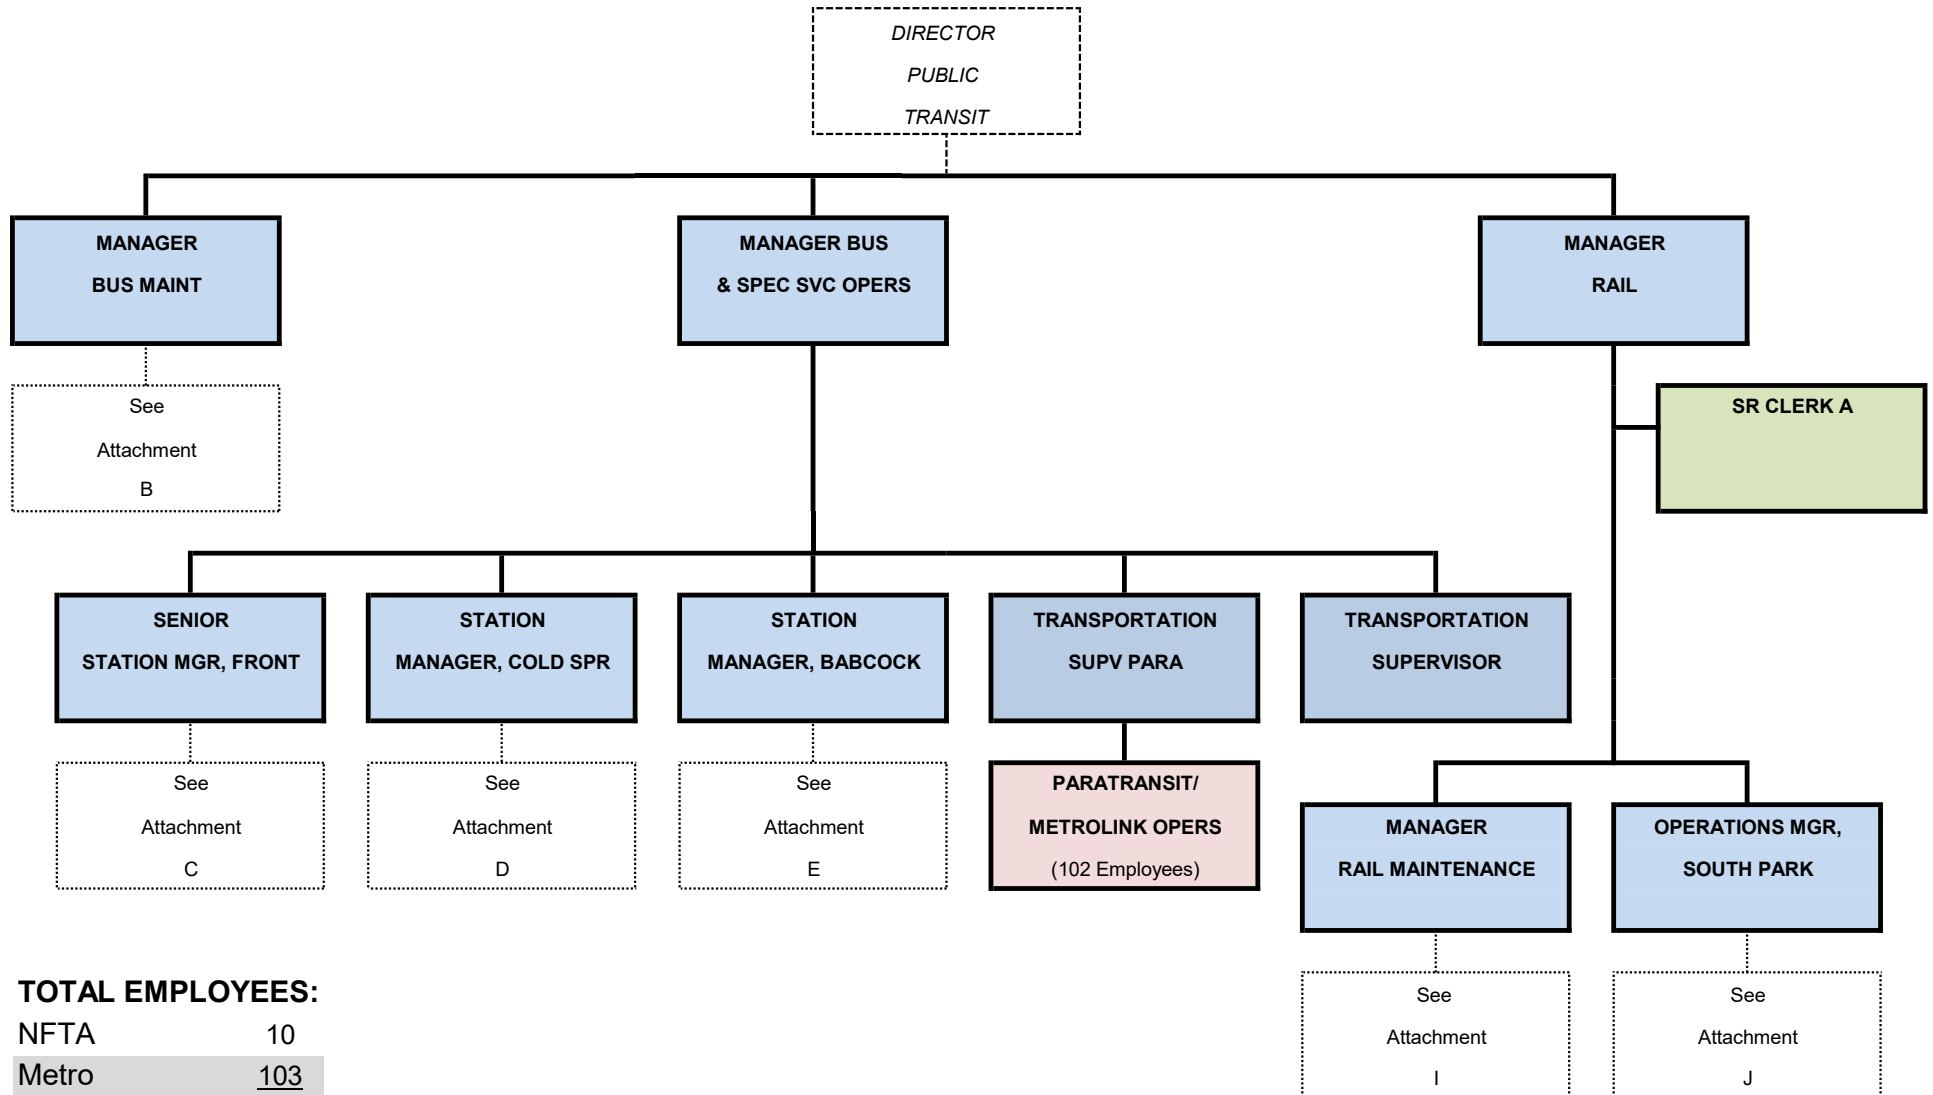 DIRECTOR
PUBLIC
TRANSIT
MANAGER
BUS MAINT
MANAGER BUS
& SPEC SVC OPERS
MANAGER
RAIL
See
Attachment
B
SR CLERK A
SENIOR
STATION MGR, FRONT
STATION
MANAGER, COLD SPR
STATION
MANAGER, BABCOCK
TRANSPORTATION
SUPV PARA
TRANSPORTATION
SUPERVISOR
See
Attachment
C
See
Attachment
D
See
Attachment
E
PARATRANSIT/
METROLINK OPERS
(102 Employees)
MANAGER
RAIL MAINTENANCE
OPERATIONS MGR,
SOUTH PARK
See
Attachment
I
See
Attachment
J
TOTAL EMPLOYEES:
NFTA 10
Metro 103